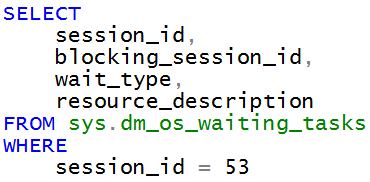 SELECT
    session_id,
    blocking_session_id,
    wait_type,
    resource_description
FROM sys.dm_os_waiting_tasks
WHERE
    session_id = 53